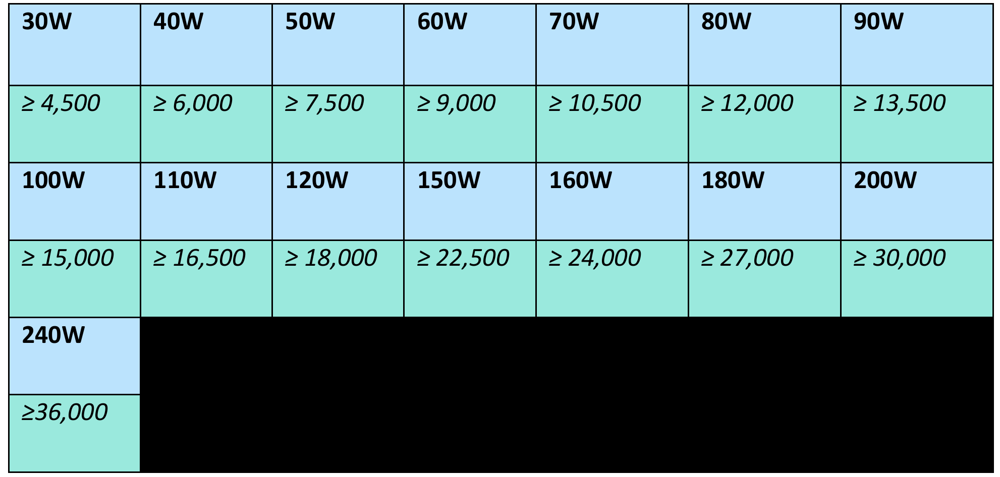 30W 40W 50W 60W 70W 80W 90W
≥ 4,500 ≥ 6,000 ≥ 7,500 ≥ 9,000 ≥ 10,500 ≥ 12,000 ≥ 13,500
100W 110W 120W 150W 160W 180W 200W
≥ 15,000 ≥ 16,500 ≥ 18,000 ≥ 22,500 ≥ 24,000 ≥ 27,000 ≥ 30,000
240W
≥36,000